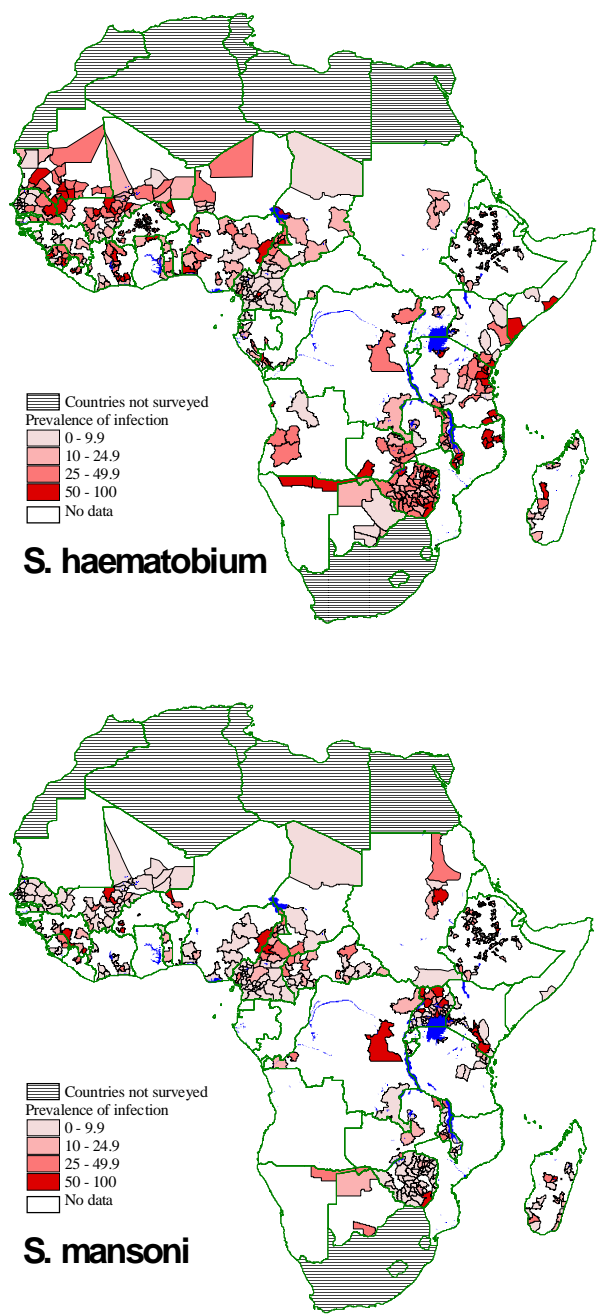 Countries not surveyed
Prevalence of infection
0 - 9.9
10 - 24.9
25 - 49.9
50 - 100
No data
S. haematobium
Countries not surveyed
Prevalence of infection
0 - 9.9
10 - 24.9
25 - 49.9
50 - 100
No data
S. mansoni